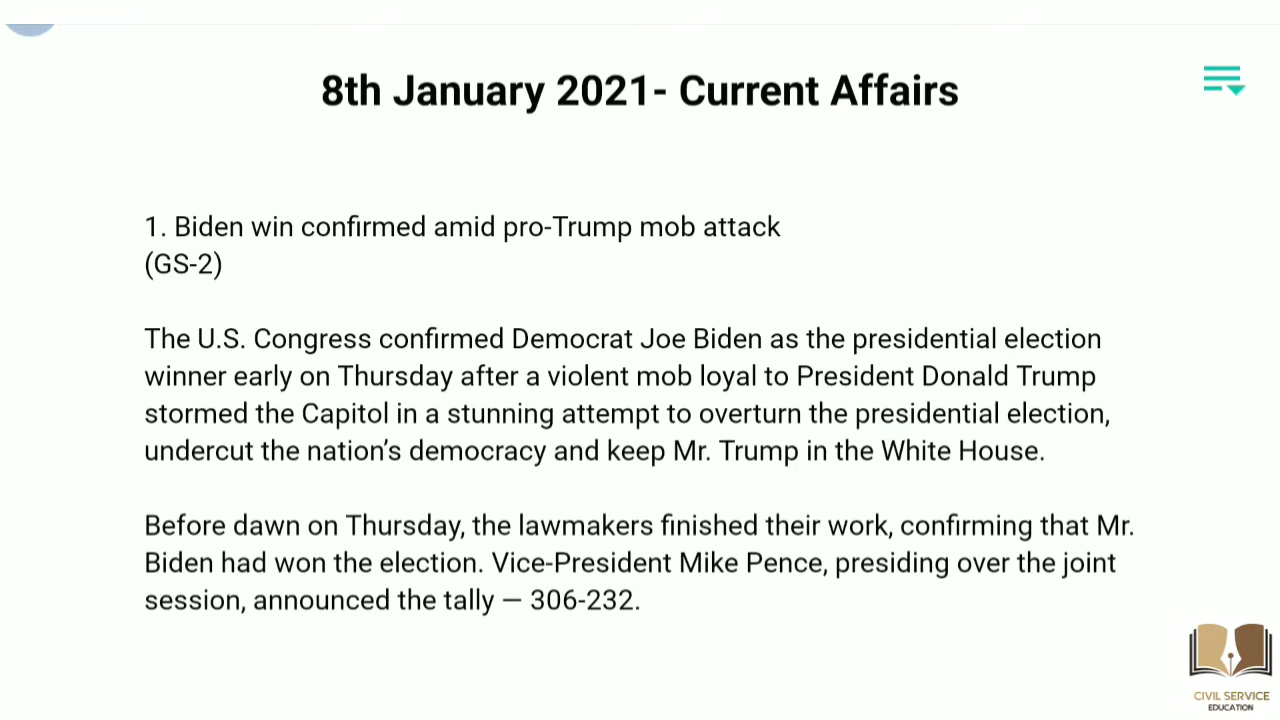 8th January 2021- Current Affairs
1. Biden win confirmed amid pro-Trump mob attack
(GS-2)
The U.S. Congress confirmed Democrat Joe Biden as the presidential election
winner early on Thursday after a violent mob loyal to President Donald Trump
stormed the Capitol in a stunning attempt to overturn the presidential election,
undercut the nation’s democracy and keep Mr. Trump in the White House.
Before dawn on Thursday, the lawmakers finished their work, confirming that Mr.
Biden had won the election. Vice-President Mike Pence, presiding over the joint
session, announced the tally — 306-232.
CIVIL SERVICE
EDUCATION